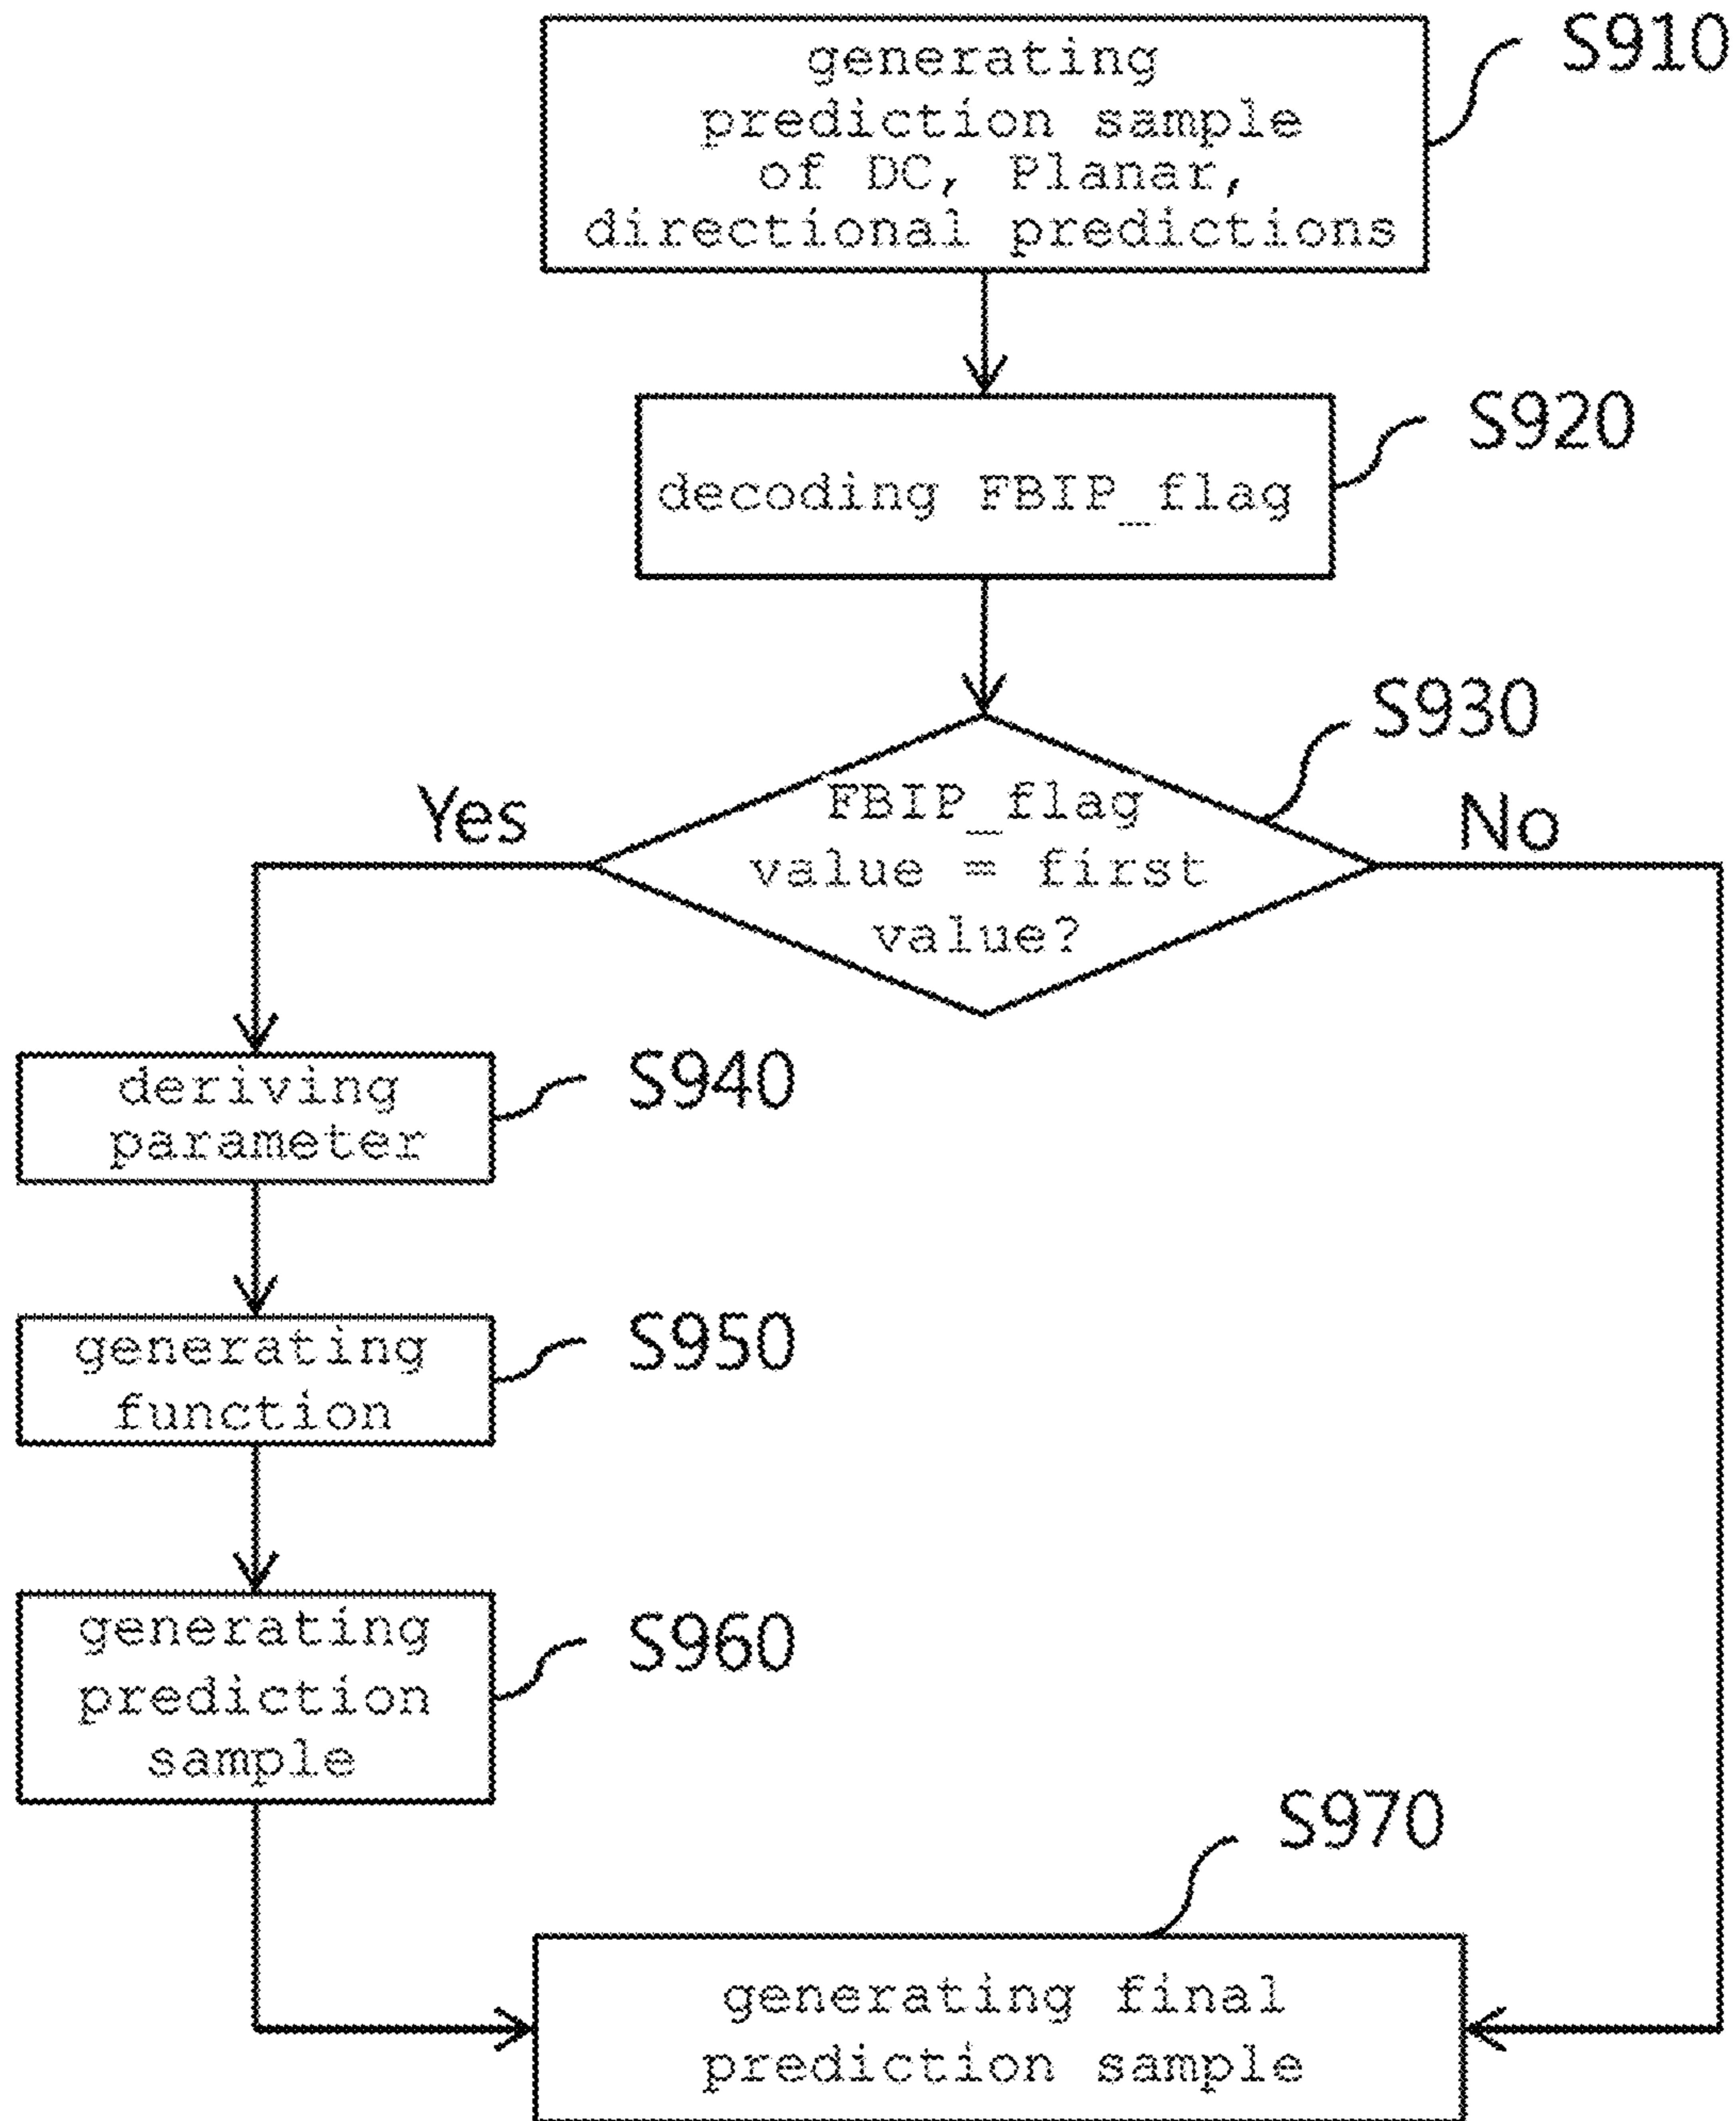 generating
prediction sample
of DC, Planar,
directional predictions
S910
decoding FBIP_flag
S920
FBIP_flag
value = first
value?
S930
Yes
No
deriving
parameter
S940
generating
function
S950
generating
prediction
sample
S960
S970
generating final
prediction sample